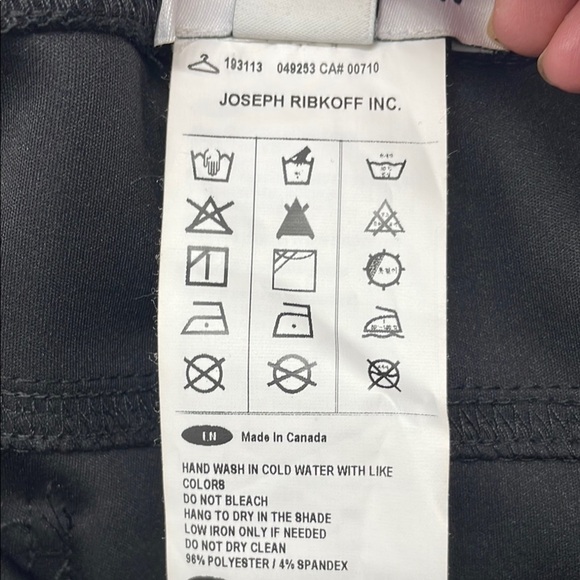 193113 049253 CA# 00710
JOSEPH RIBKOFF INC.
EN Made in Canada
HAND WASH IN COLD WATER WITH LIKE
COLORS
DO NOT BLEACH
HANG TO DRY IN THE SHADE
LOW IRON ONLY IF NEEDED
DO NOT DRY CLEAN
96% POLYESTER / 4% SPANDEX